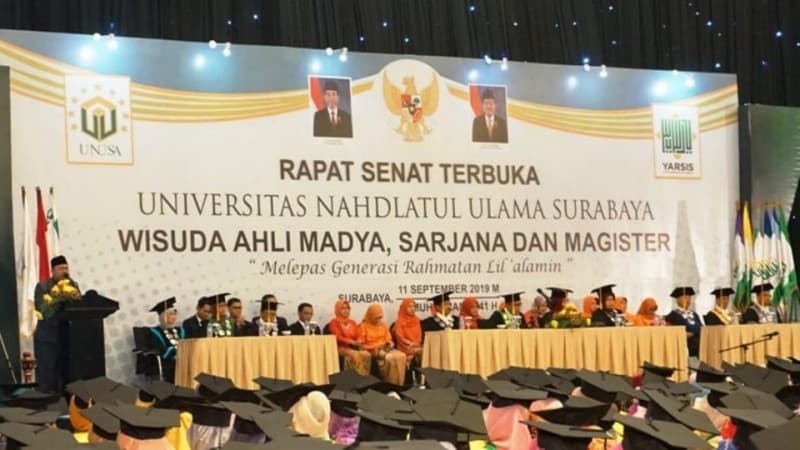 UNUSA
YARSIS
RAPAT SENAT TERBUKA
UNIVERSITAS NAHDLATUL ULAMA SURABAYA
WISUDA AHLI MADYA, SARJANA DAN MAGISTER
" Melepas Generasi Rahmatan Lil 'alamin "
SURABAYA, 11 SEPTEMBER 2019 M